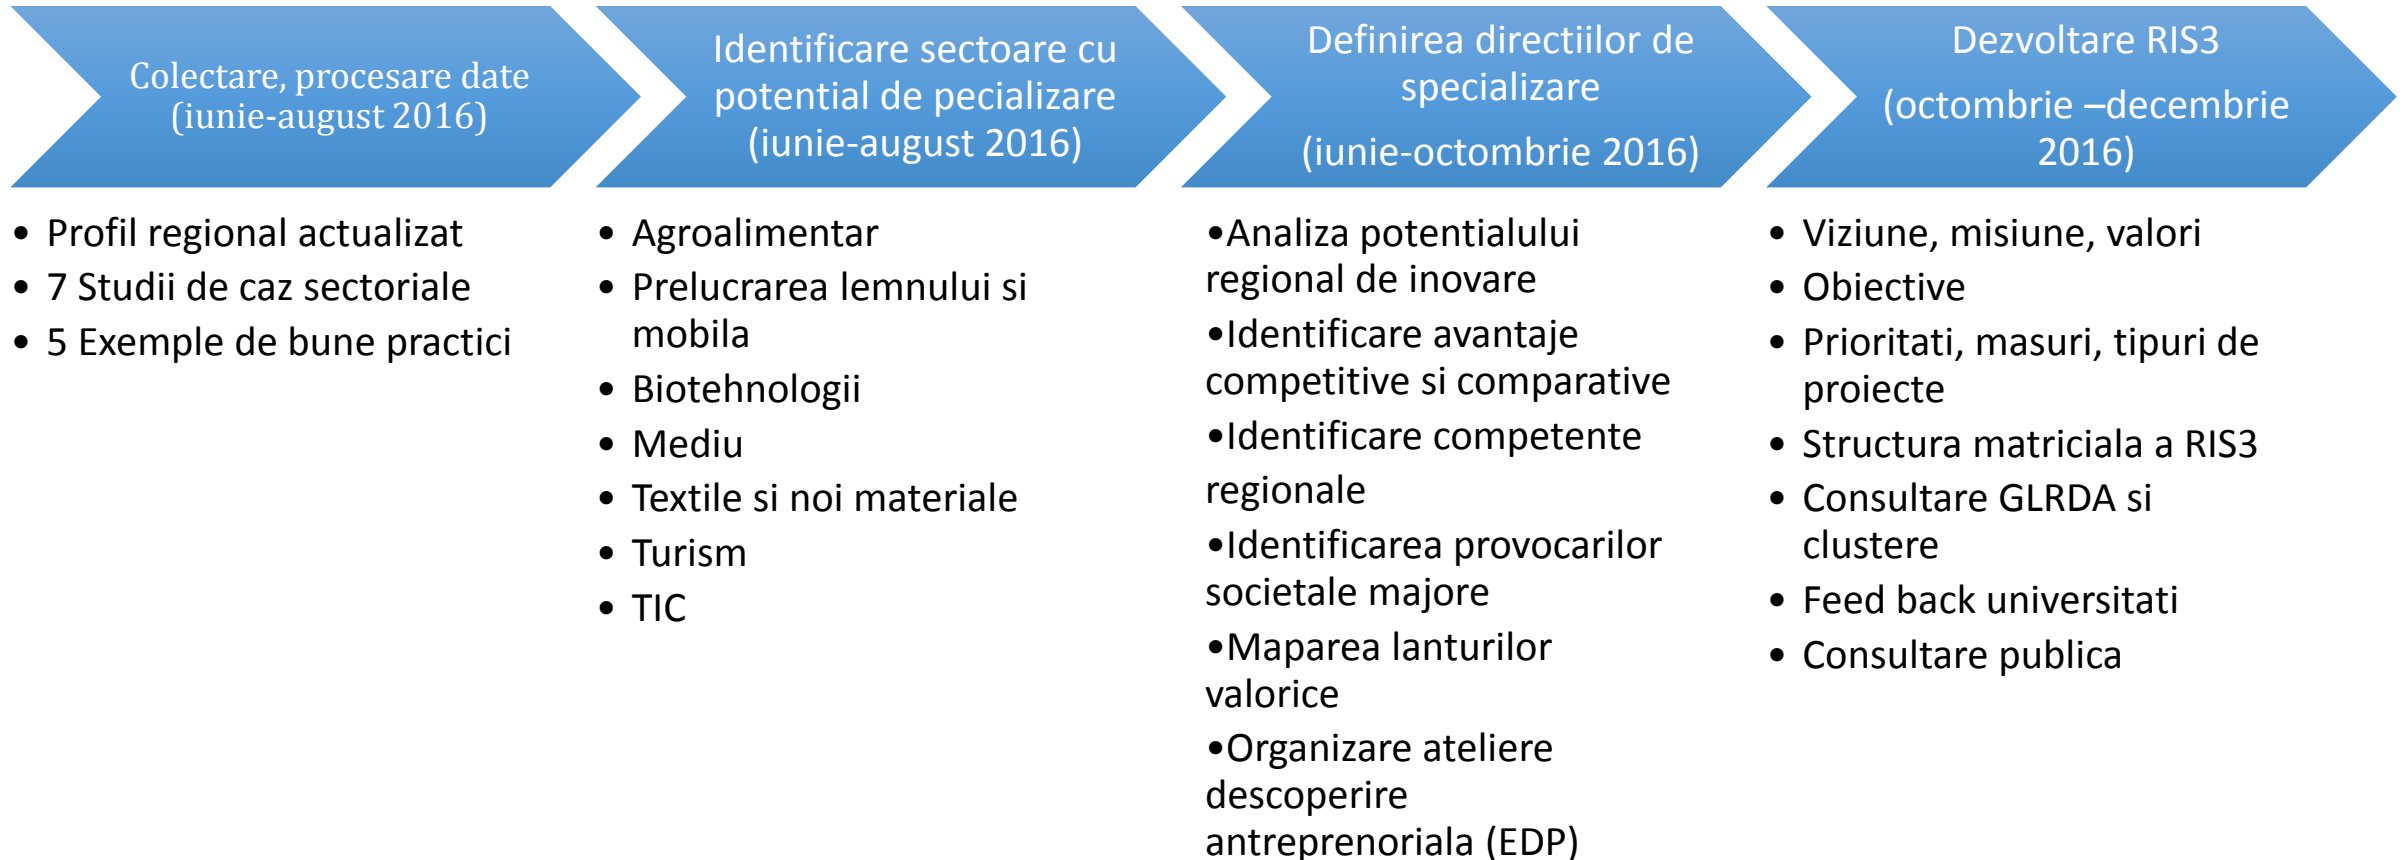 Colectare, procesare date
(iunie-august 2016)
• Profil regional actualizat
• 7 Studii de caz sectoriale
• 5 Exemple de bune practici
Identificare sectoare cu
potential de pecializare
(iunie-august 2016)
• Agroalimentar
• Prelucrarea lemnului si
mobila
• Biotehnologii
• Mediu
• Textile si noi materiale
• Turism
• TIC
Definirea directiilor de
specializare
(iunie-octombrie 2016)
•Analiza potentialului
regional de inovare
•Identificare avantaje
competitive si comparative
•Identificare competente
regionale
•Identificarea provocarilor
societale majore
•Maparea lanturilor
valorice
•Organizare ateliere
descoperire
antreprenoriala (EDP)
Dezvoltare RIS3
(octombrie –decembrie
2016)
• Viziune, misiune, valori
• Obiective
• Prioritati, masuri, tipuri de
proiecte
• Structura matriciala a RIS3
• Consultare GLRDA si
clustere
• Feed back universitati
• Consultare publica